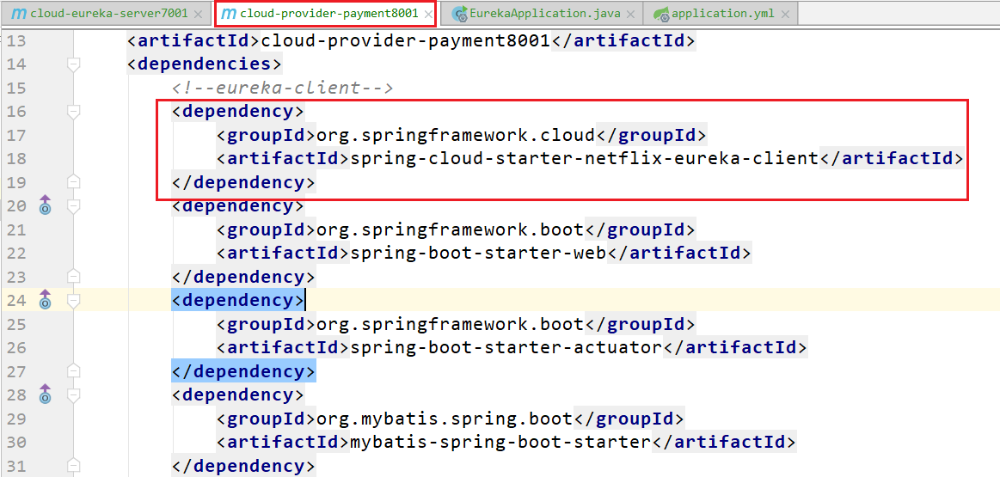 cloud-eureka-server7001 cloud-provider-payment8001 EurekaApplication.java application.yml
13 <artifactId>cloud-provider-payment8001</artifactId>
14 <dependencies>
15 <!--eureka-client-->
16 <dependency>
17 <groupId>org.springframework.cloud</groupId>
18 <artifactId>spring-cloud-starter-netflix-eureka-client</artifactId>
19 </dependency>
20 <dependency>
21 <groupId>org.springframework.boot</groupId>
22 <artifactId>spring-boot-starter-web</artifactId>
23 </dependency>
24 <dependency>
25 <groupId>org.springframework.boot</groupId>
26 <artifactId>spring-boot-starter-actuator</artifactId>
27 </dependency>
28 <dependency>
29 <groupId>org.mybatis.spring.boot</groupId>
30 <artifactId>mybatis-spring-boot-starter</artifactId>
31 </dependency>